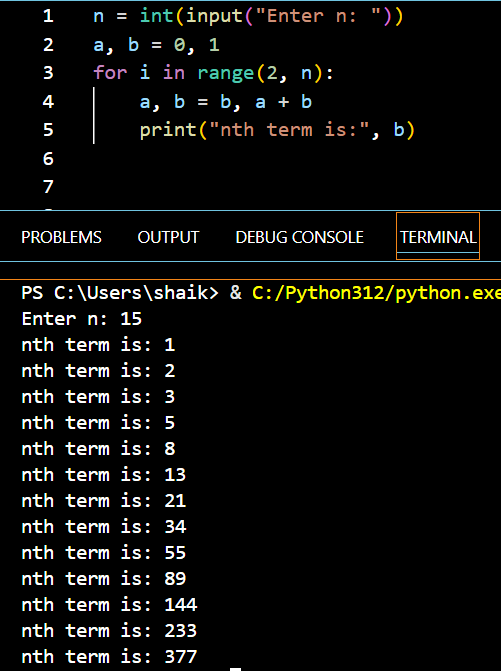 1 n = int(input("Enter n: "))
2 a, b = 0, 1
3 for i in range(2, n):
4     a, b = b, a + b
5     print("nth term is:", b)
6
7
PROBLEMS OUTPUT DEBUG CONSOLE TERMINAL
PS C:\Users\shaik> & C:/Python312/python.exe
Enter n: 15
nth term is: 1
nth term is: 2
nth term is: 3
nth term is: 5
nth term is: 8
nth term is: 13
nth term is: 21
nth term is: 34
nth term is: 55
nth term is: 89
nth term is: 144
nth term is: 233
nth term is: 377